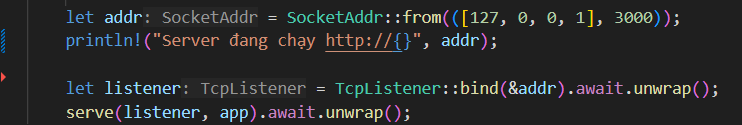 let addr: SocketAddr = SocketAddr::from(([127, 0, 0, 1], 3000));
println!("Server đang chạy http://{}", addr);
let listener: TcpListener = TcpListener::bind(&addr).await.unwrap();
serve(listener, app).await.unwrap();